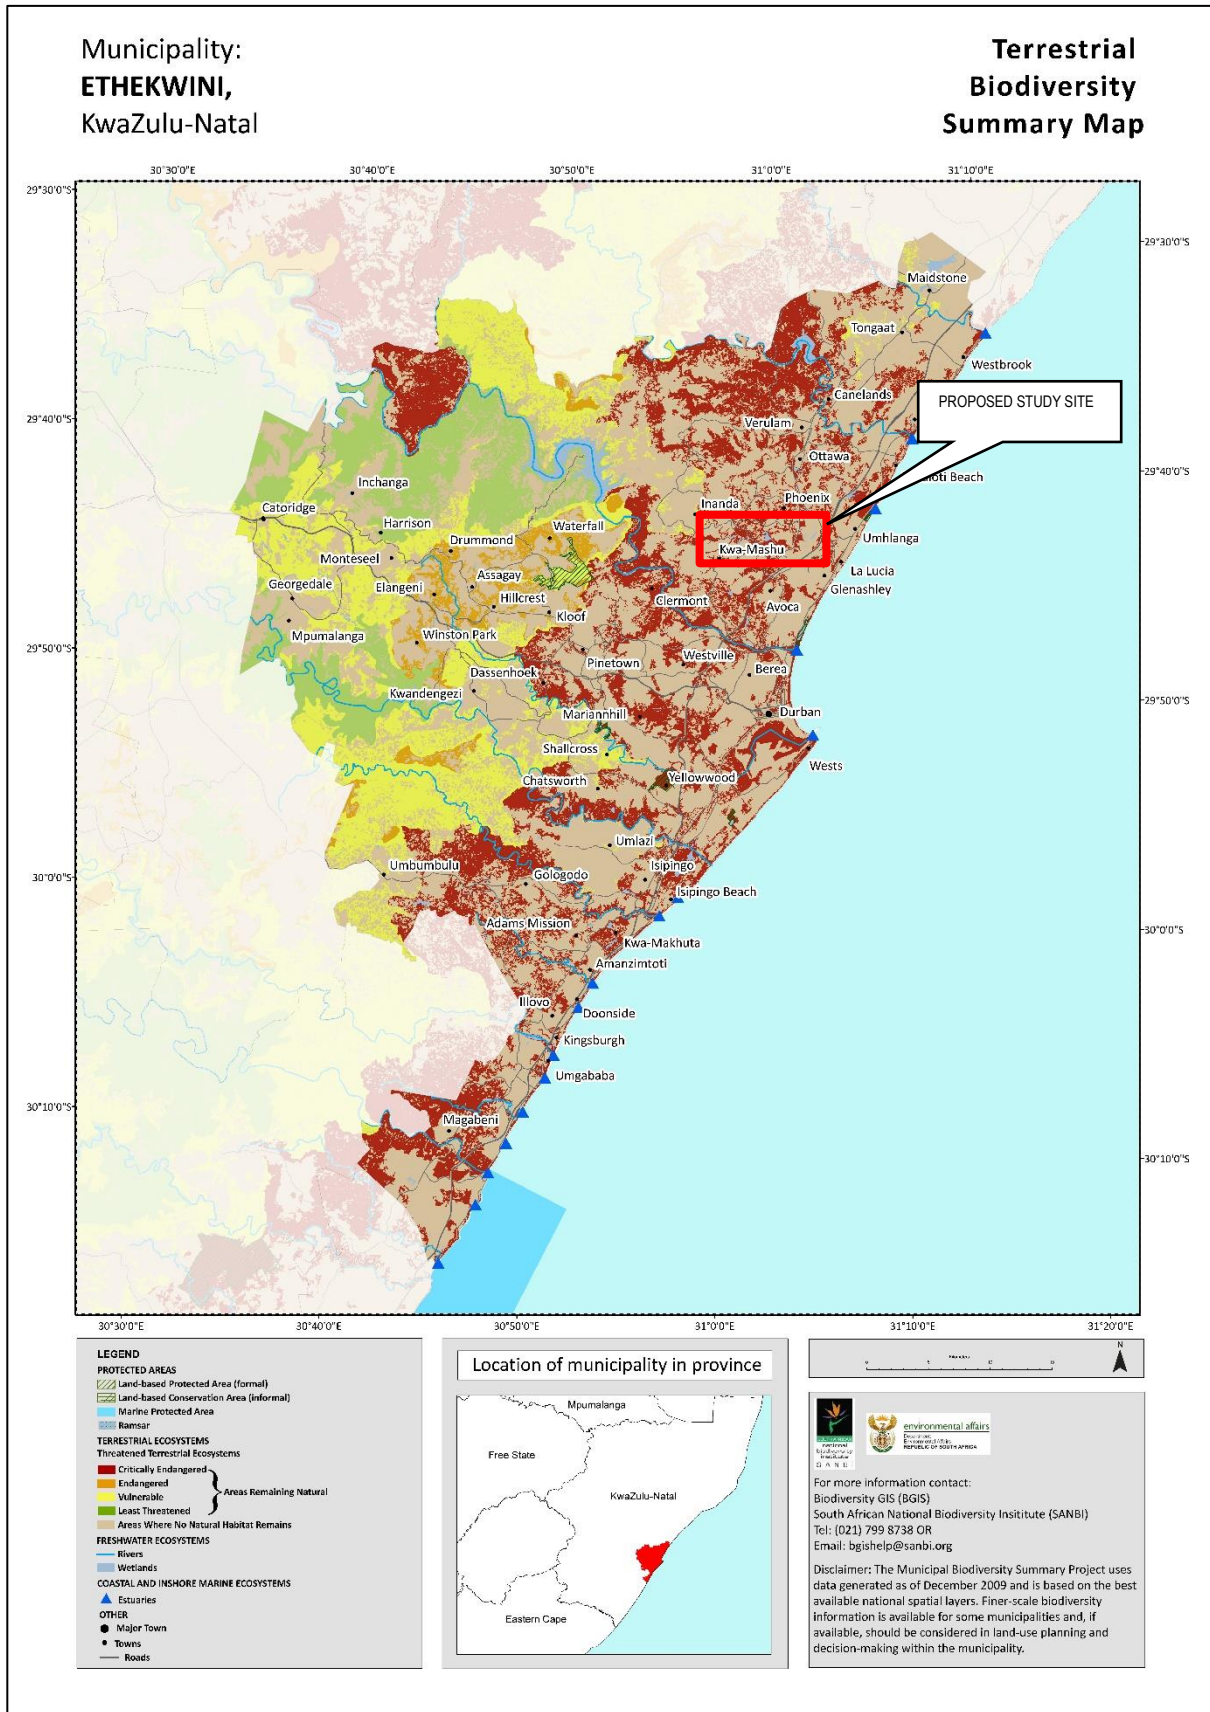 Municipality:
ETHEKWINI,
KwaZulu-Natal
Terrestrial
Biodiversity
Summary Map
30°30'0"E
30°40'0"E
30°50'0"E
31°0'0"E
31°10'0"E
29°30'0"S
29°30'0"S
Maidstone
Tongaat
Westbrook
29°40'0"S
Canelands
PROPOSED STUDY SITE
Verulam
Ottawa
29°40'0"S
loti Beach
Inchanga
Inanda
Phoenix
Catoridge
Harrison
Waterfall
Umhlanga
Drummond
Kwa-Mashu
Monteseel
La Lucia
Georgedale
Elangeni
Assagay
Glenashley
Hillcrest
Clermont
Avoca
Kloof
Mpumalanga
Winston Park
29°50'0"S
Westville
Pinetown
Berea
Dassenhoek
Kwandengezi
29°50'0"S
Mariannhill
Durban
Shallcross
Wests
Chatsworth
Yellowwood
Umlazi
Umbumbulu
Isipingo
30°0'0"S
Gologodo
Isipingo Beach
Adams Mission
30°0'0"S
Kwa-Makhuta
Amanzimtoti
Illovo
Doonside
Kingsburgh
Umgababa
30°10'0"S
Magabeni
30°10'0"S
30°30'0"E
30°40'0"E
30°50'0"E
31°0'0"E
31°10'0"E
31°20'0"E
LEGEND
PROTECTED AREAS
Land-based Protected Area (formal)
Land-based Conservation Area (informal)
Marine Protected Area
Ramsar
TERRESTRIAL ECOSYSTEMS
Threatened Terrestrial Ecosystems
Critically Endangered
Endangered
Areas Remaining Natural
Vulnerable
Least Threatened
Areas Where No Natural Habitat Remains
FRESHWATER ECOSYSTEMS
Rivers
Wetlands
COASTAL AND INSHORE MARINE ECOSYSTEMS
Estuaries
OTHER
Major Town
Towns
Roads
Location of municipality in province
Mpumalanga
Free State
KwaZulu-Natal
Eastern Cape
Kilometers
N
national
biodiversity
institute
S A N B I
environmental affairs
Department:
Environmental Affairs
REPUBLIC OF SOUTH AFRICA
For more information contact:
Biodiversity GIS (BGIS)
South African National Biodiversity Insititute (SANBI)
Tel: (021) 799 8738 OR
Email: bgishelp@sanbi.org
Disclaimer: The Municipal Biodiversity Summary Project uses
data generated as of December 2009 and is based on the best
available national spatial layers. Finer-scale biodiversity
information is available for some municipalities and, if
available, should be considered in land-use planning and
decision-making within the municipality.